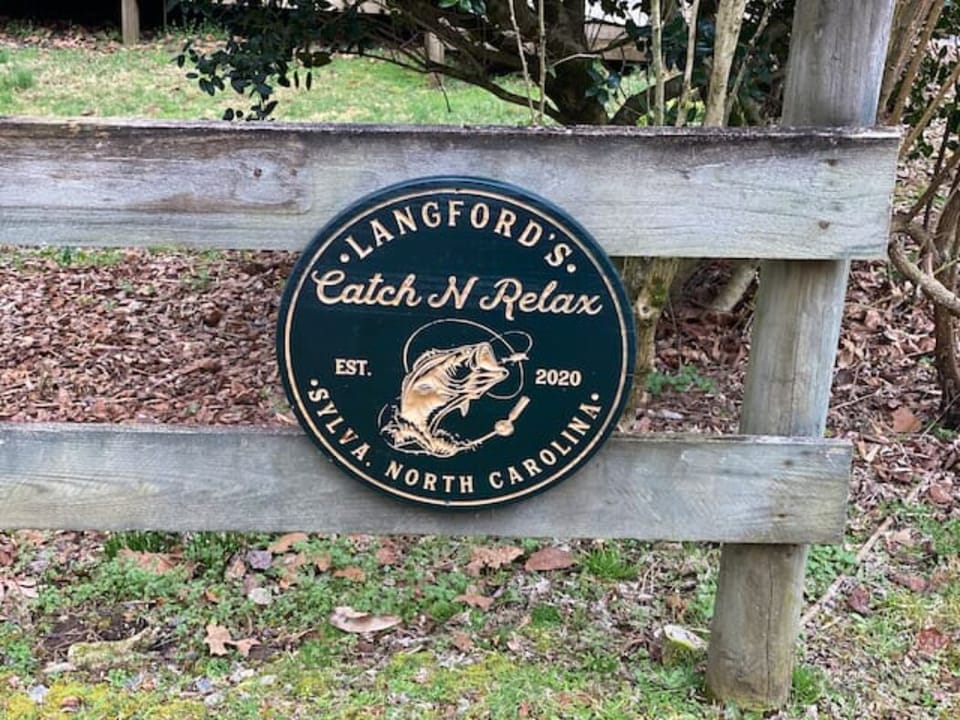 LANGFORD'S
Catch N Relax
EST. 2020
SYLVA, NORTH CAROLINA